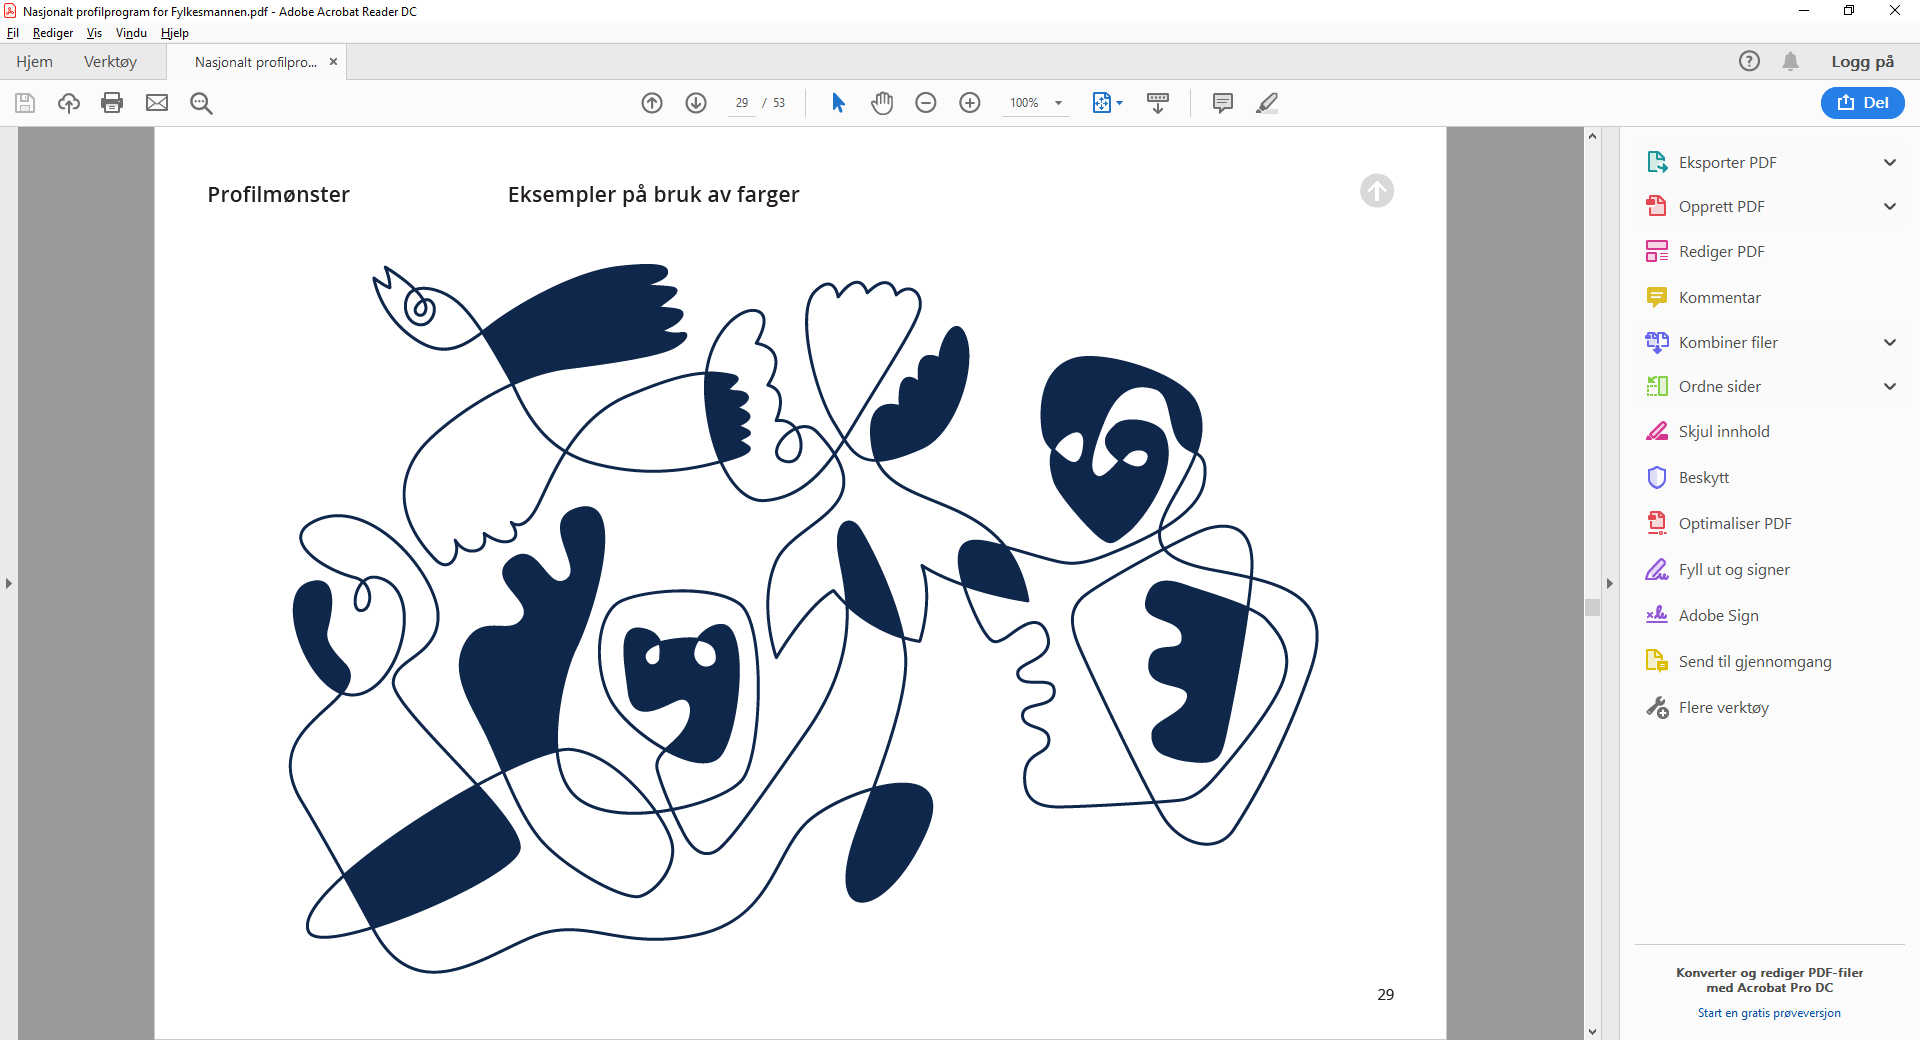 Nasjonalt profilprogram for Fylkesmannen.pdf - Adobe Acrobat Reader DC
Fil Rediger Vis Vindu Hjelp
Hjem Verktøy Nasjonalt profilpro... × Logg på
29 / 53 100% Del
Profilmønster Eksempler på bruk av farger
29
Eksporter PDF
Opprett PDF
Rediger PDF
Kommentar
Kombiner filer
Ordne sider
Skjul innhold
Beskytt
Optimaliser PDF
Fyll ut og signer
Adobe Sign
Send til gjennomgang
Flere verktøy
Konverter og rediger PDF-filer
med Acrobat Pro DC
Start en gratis prøveversjon